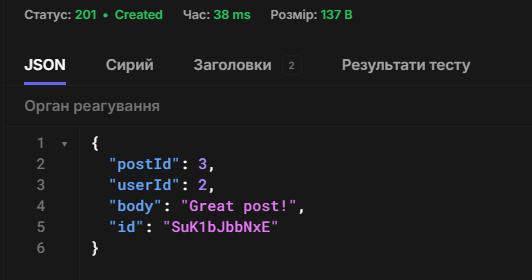 Статус: 201 • Created Час: 38 ms Розмір: 137 B
JSON Сирий Заголовки 2 Результати тесту
Орган реагування
1 {
2 "postId": 3,
3 "userId": 2,
4 "body": "Great post!",
5 "id": "SuK1bJbbNxE"
6 }